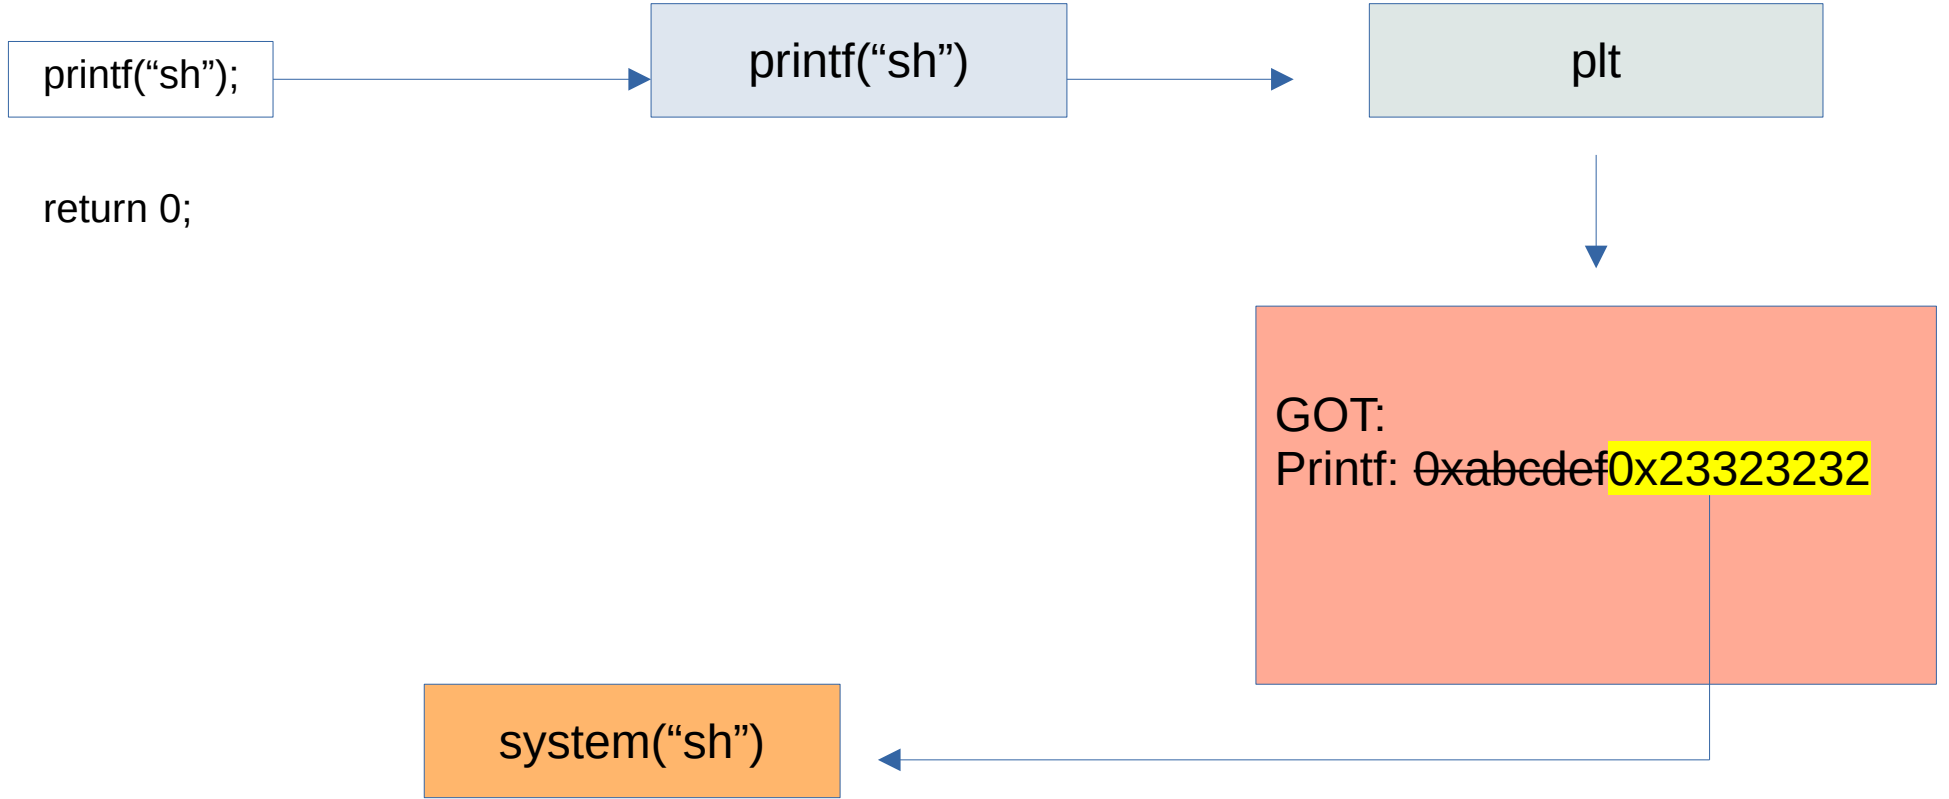 printf(“sh”);
printf(“sh”)
plt
return 0;
GOT:
Printf: 0xabcdef0x23323232
system(“sh”)